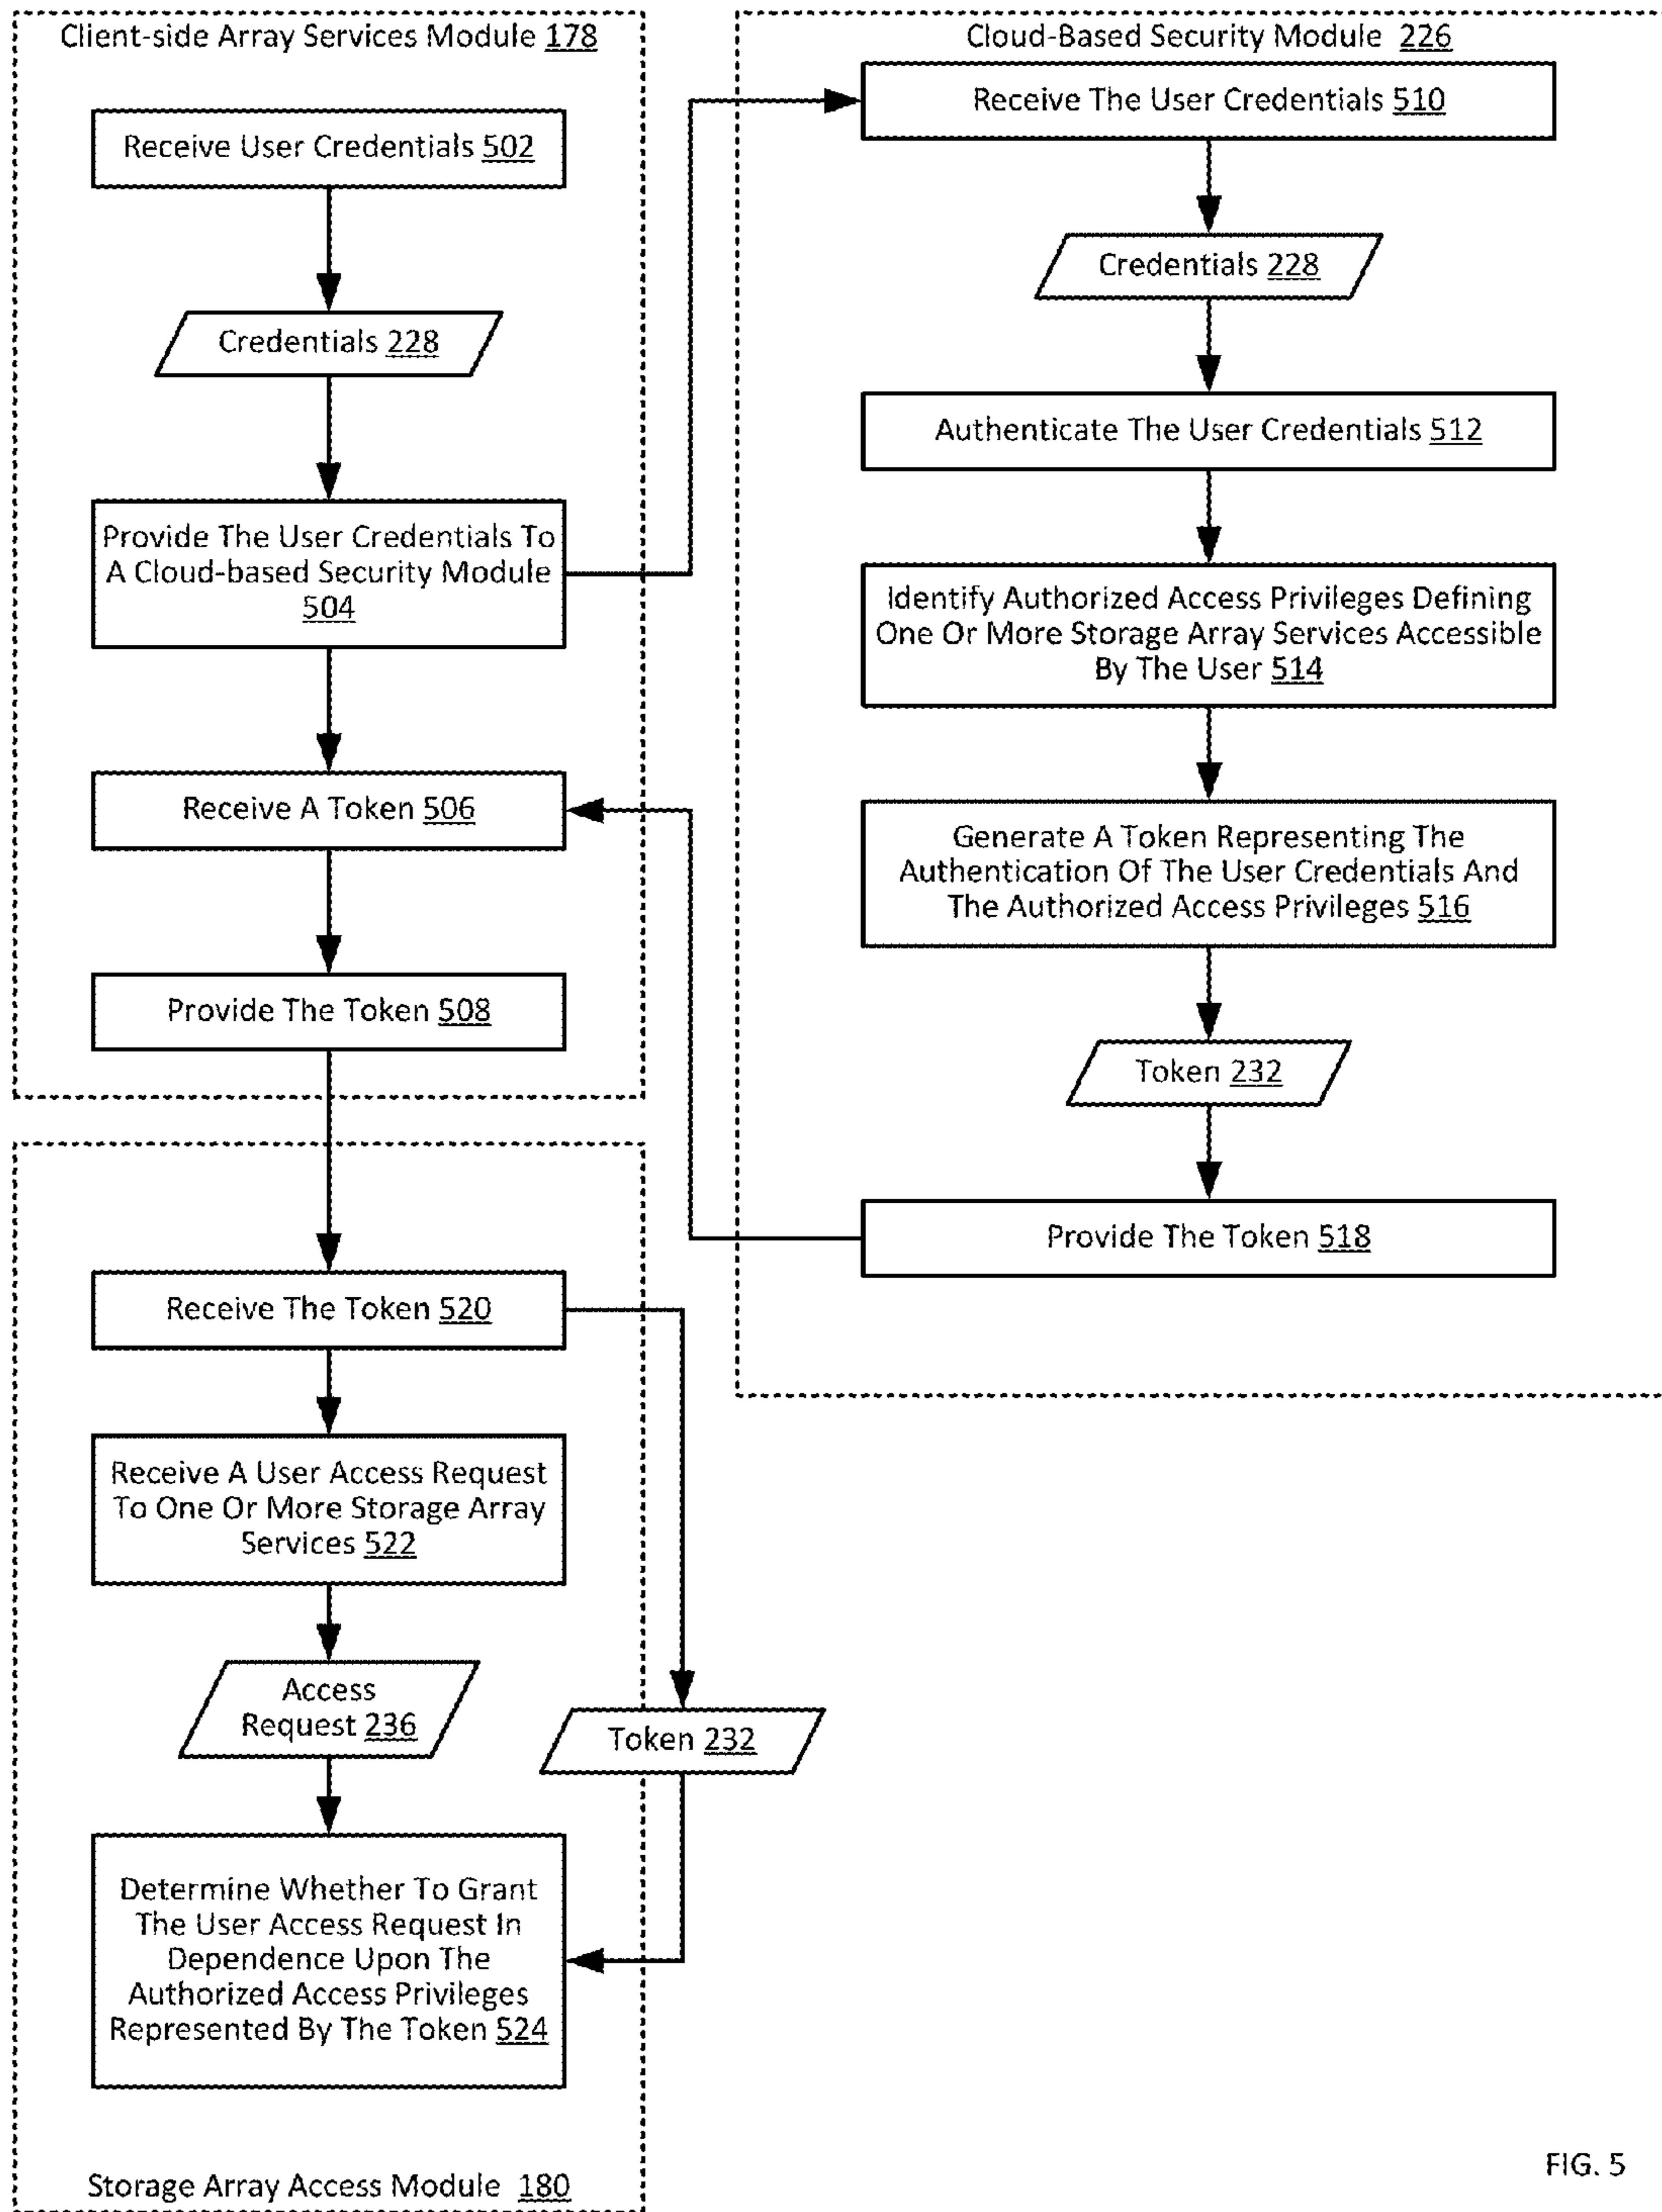 Client-side Array Services Module 178
Receive User Credentials 502
Credentials 228
Provide The User Credentials To
A Cloud-based Security Module
504
Receive A Token 506
Provide The Token 508
Cloud-Based Security Module 226
Receive The User Credentials 510
Credentials 228
Authenticate The User Credentials 512
Identify Authorized Access Privileges Defining
One Or More Storage Array Services Accessible
By The User 514
Generate A Token Representing The
Authentication Of The User Credentials And
The Authorized Access Privileges 516
Token 232
Provide The Token 518
Receive The Token 520
Receive A User Access Request
To One Or More Storage Array
Services 522
Access
Request 236
Token 232
Determine Whether To Grant
The User Access Request In
Dependence Upon The
Authorized Access Privileges
Represented By The Token 524
Storage Array Access Module 180
FIG. 5